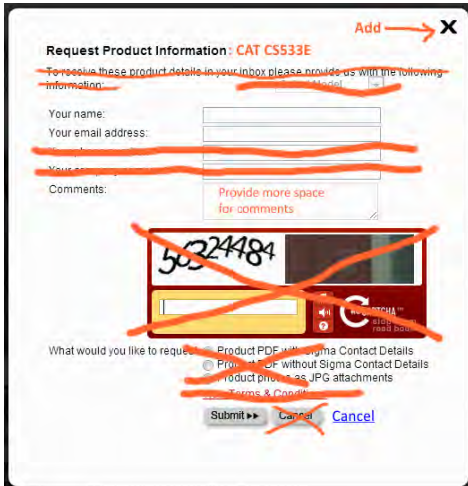 Add
X
Request Product Information: CAT CS533E
To receive these product details in your inbox please provide us with the following
information: Model
Your name:
Your email address:
Comments:
Provide more space
for comments
56324484
What would you like to request
Product PDF with Sigma Contact Details
Product PDF without Sigma Contact Details
Product photos as JPG attachments
Terms & Conditions
Submit Cancel Cancel